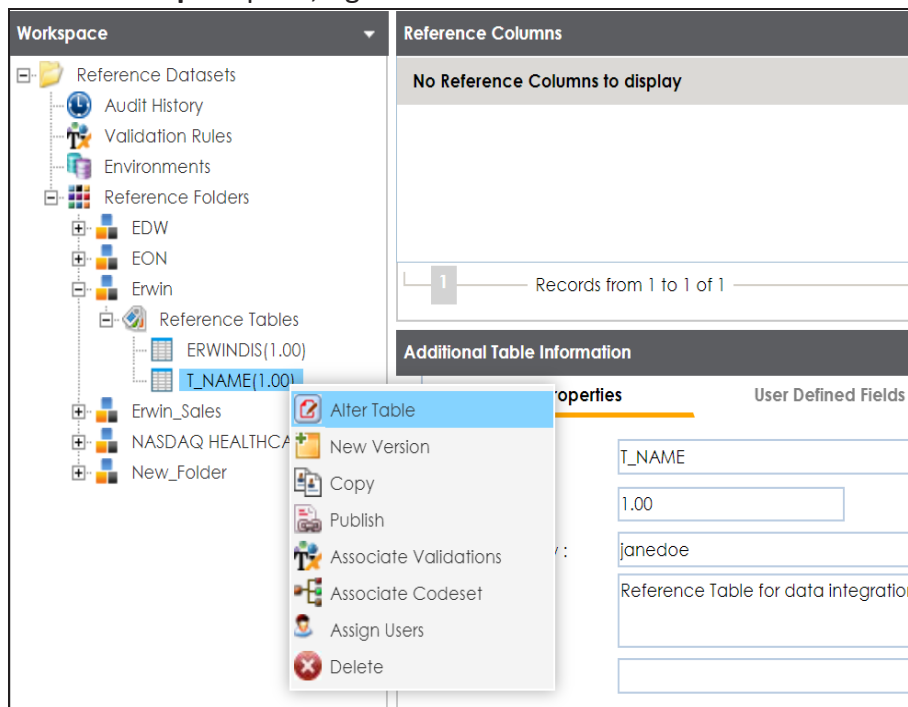 Workspace
Reference Datasets
Audit History
Validation Rules
Environments
Reference Folders
EDW
EON
Erwin
Reference Tables
ERWINDIS(1.00)
T_NAME(1.00)
Erwin_Sales
NASDAQ HEALTHCA
New_Folder
Alter Table
New Version
Copy
Publish
Associate Validations
Associate Codeset
Assign Users
Delete
Reference Columns
No Reference Columns to display
1
Records from 1 to 1 of 1
Additional Table Information
operties
User Defined Fields
T_NAME
1.00
janedoe
Reference Table for data integration